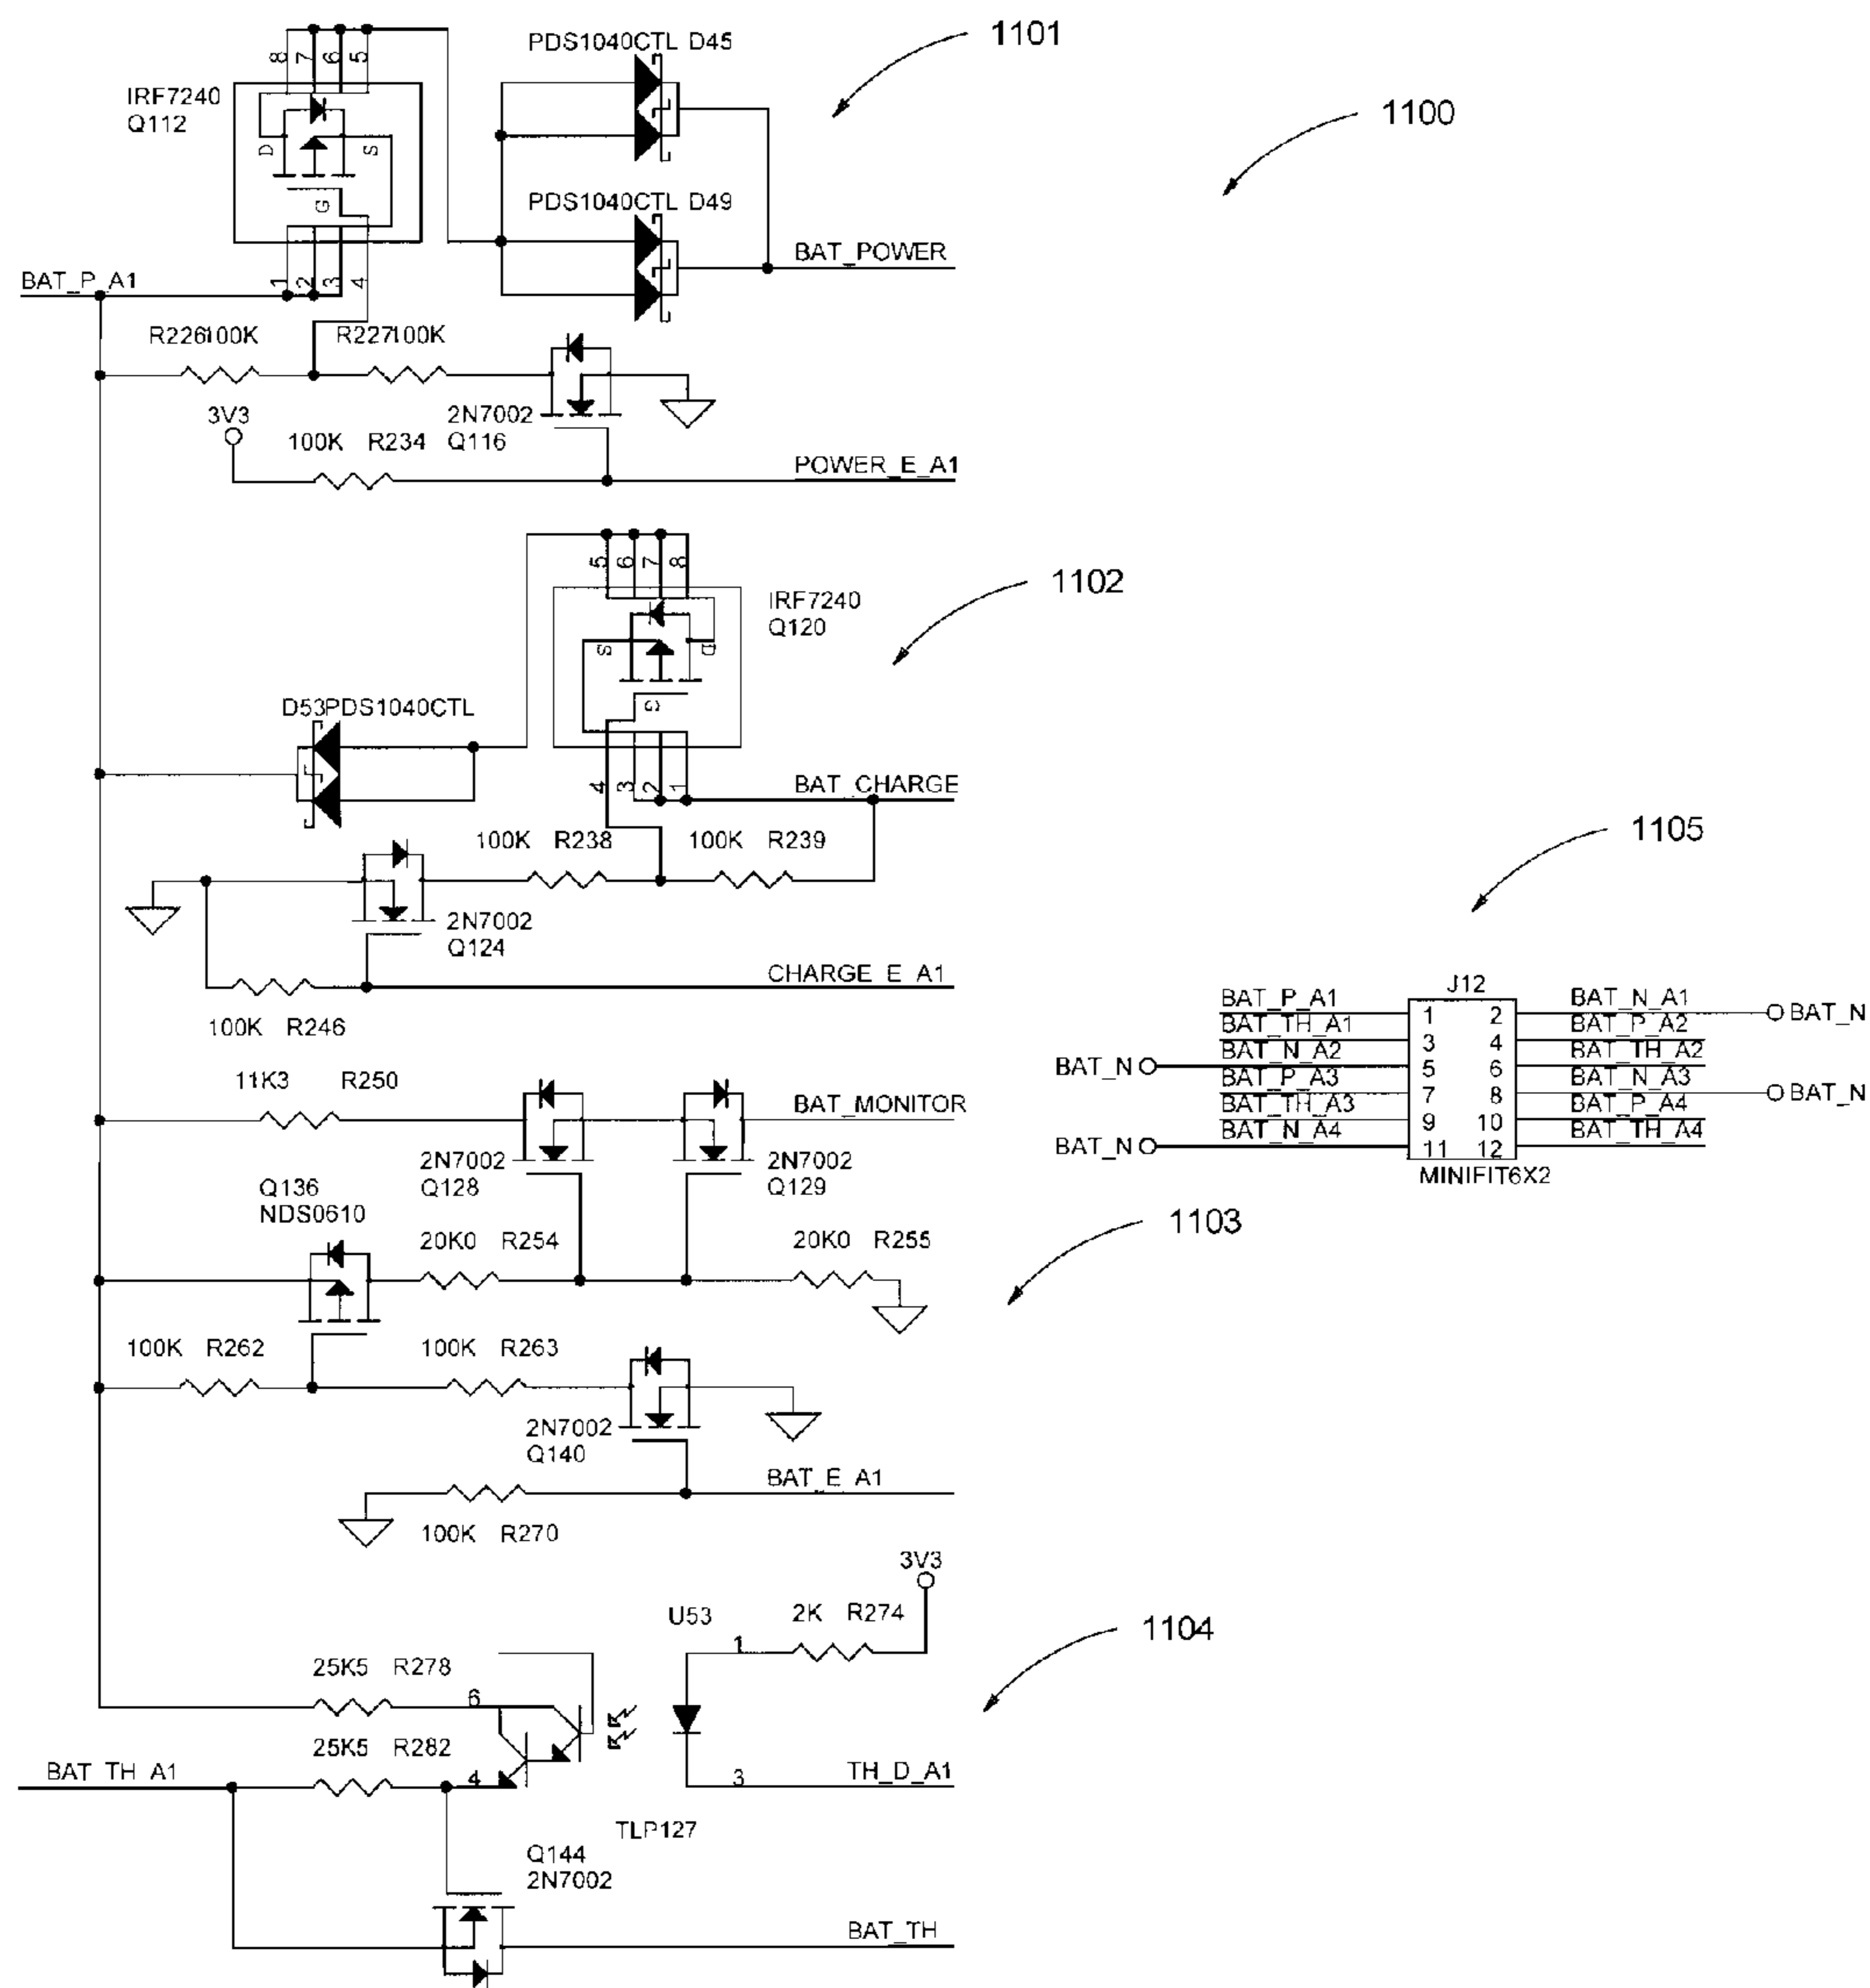 PDS1040CTL D45
1101
8 7 6 5
IRF7240
Q112
1100
D S
G
PDS1040CTL D49
BAT_POWER
BAT_P_A1
1 2 3 4
R226 100K
R227 100K
3V3
100K R234
2N7002
Q116
POWER_E_A1
5 6 7 8
1102
IRF7240
Q120
S D
G
D53PDS1040CTL
4 3 2 1
BAT_CHARGE
100K R238
100K R239
2N7002
Q124
CHARGE_E_A1
100K R246
1105
J12
BAT_P_A1 1 2 BAT_N_A1 BAT_N
BAT_TH_A1 3 4 BAT_P_A2
BAT_N BAT_N_A2 5 6 BAT_TH_A2
BAT_P_A3 7 8 BAT_N_A3 BAT_N
BAT_TH_A3 9 10 BAT_P_A4
BAT_N BAT_N_A4 11 12 BAT_TH_A4
MINIFIT6X2
11K3 R250
BAT_MONITOR
2N7002
Q128
2N7002
Q129
Q136
NDS0610
20K0 R254
20K0 R255
1103
100K R262
100K R263
2N7002
Q140
BAT_E_A1
100K R270
3V3
U53
2K R274
1104
1
25K5 R278
6
25K5 R282
BAT_TH_A1
4
3
TH_D_A1
TLP127
Q144
2N7002
BAT_TH